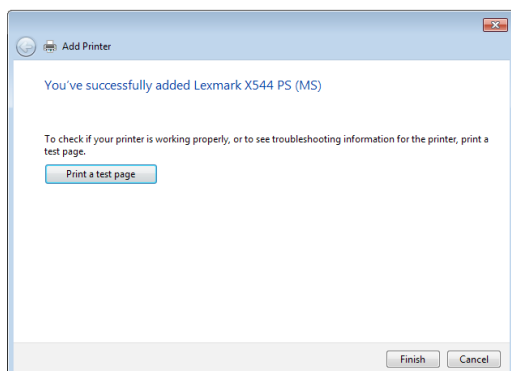 Add Printer
You've successfully added Lexmark X544 PS (MS)
To check if your printer is working properly, or to see troubleshooting information for the printer, print a
test page.
Print a test page
Finish Cancel